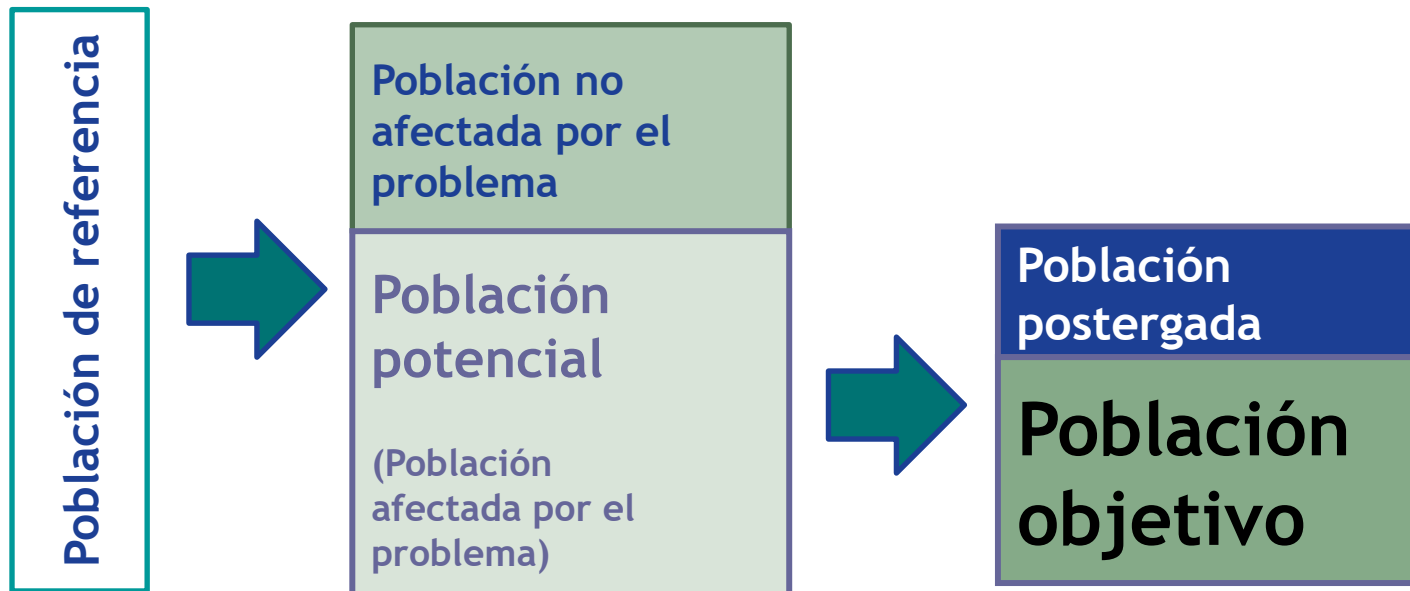 Población de referencia
Población no
afectada por el
problema
Población
potencial
(Población
afectada por el
problema)
Población
postergada
Población
objetivo